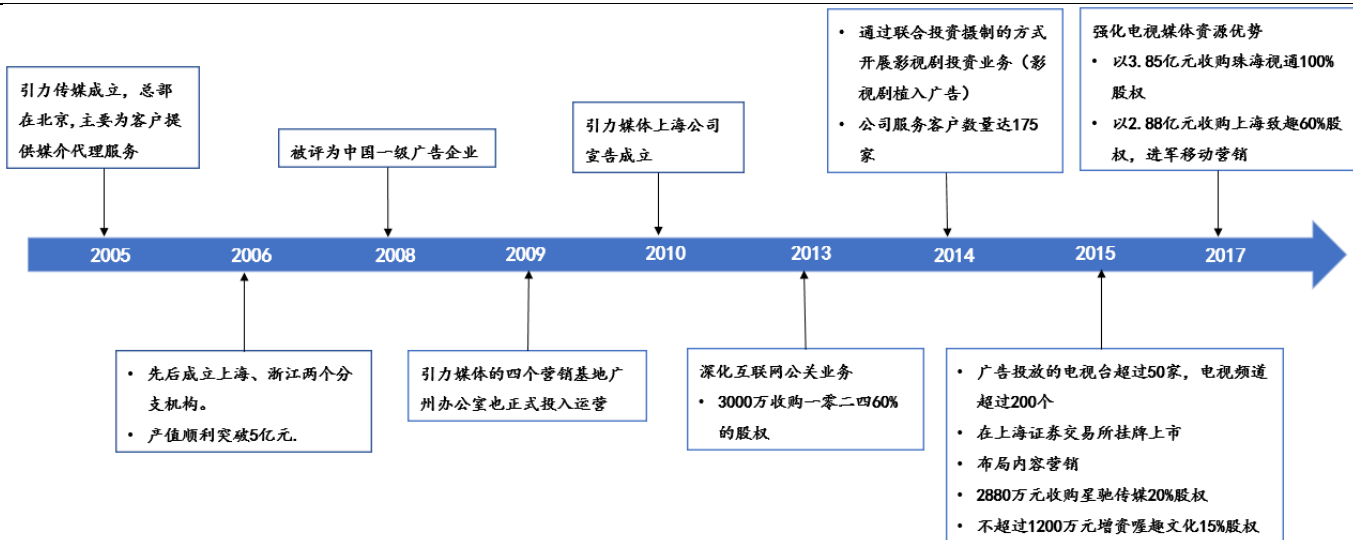 引力传媒成立，总部
在北京,主要为客户提
供媒介代理服务
被评为中国一级广告企业
引力媒体上海公司
宣告成立
• 通过联合投资摄制的方式
开展影视剧投资业务（影
视剧植入广告）
• 公司服务客户数量达175
家
强化电视媒体资源优势
• 以3.85亿元收购珠海视通100%
股权
• 以2.88亿元收购上海致趣60%股
权，进军移动营销
2005 2006 2008 2009 2010 2013 2014 2015 2017
• 先后成立上海、浙江两个分
支机构。
• 产值顺利突破5亿元.
引力媒体的四个营销基地广
州办公室也正式投入运营
深化互联网公关业务
• 3000万收购一零二四60%
的股权
• 广告投放的电视台超过50家，电视频道
超过200个
• 在上海证券交易所挂牌上市
• 布局内容营销
• 2880万元收购星驰传媒20%股权
• 不超过1200万元增资喔趣文化15%股权